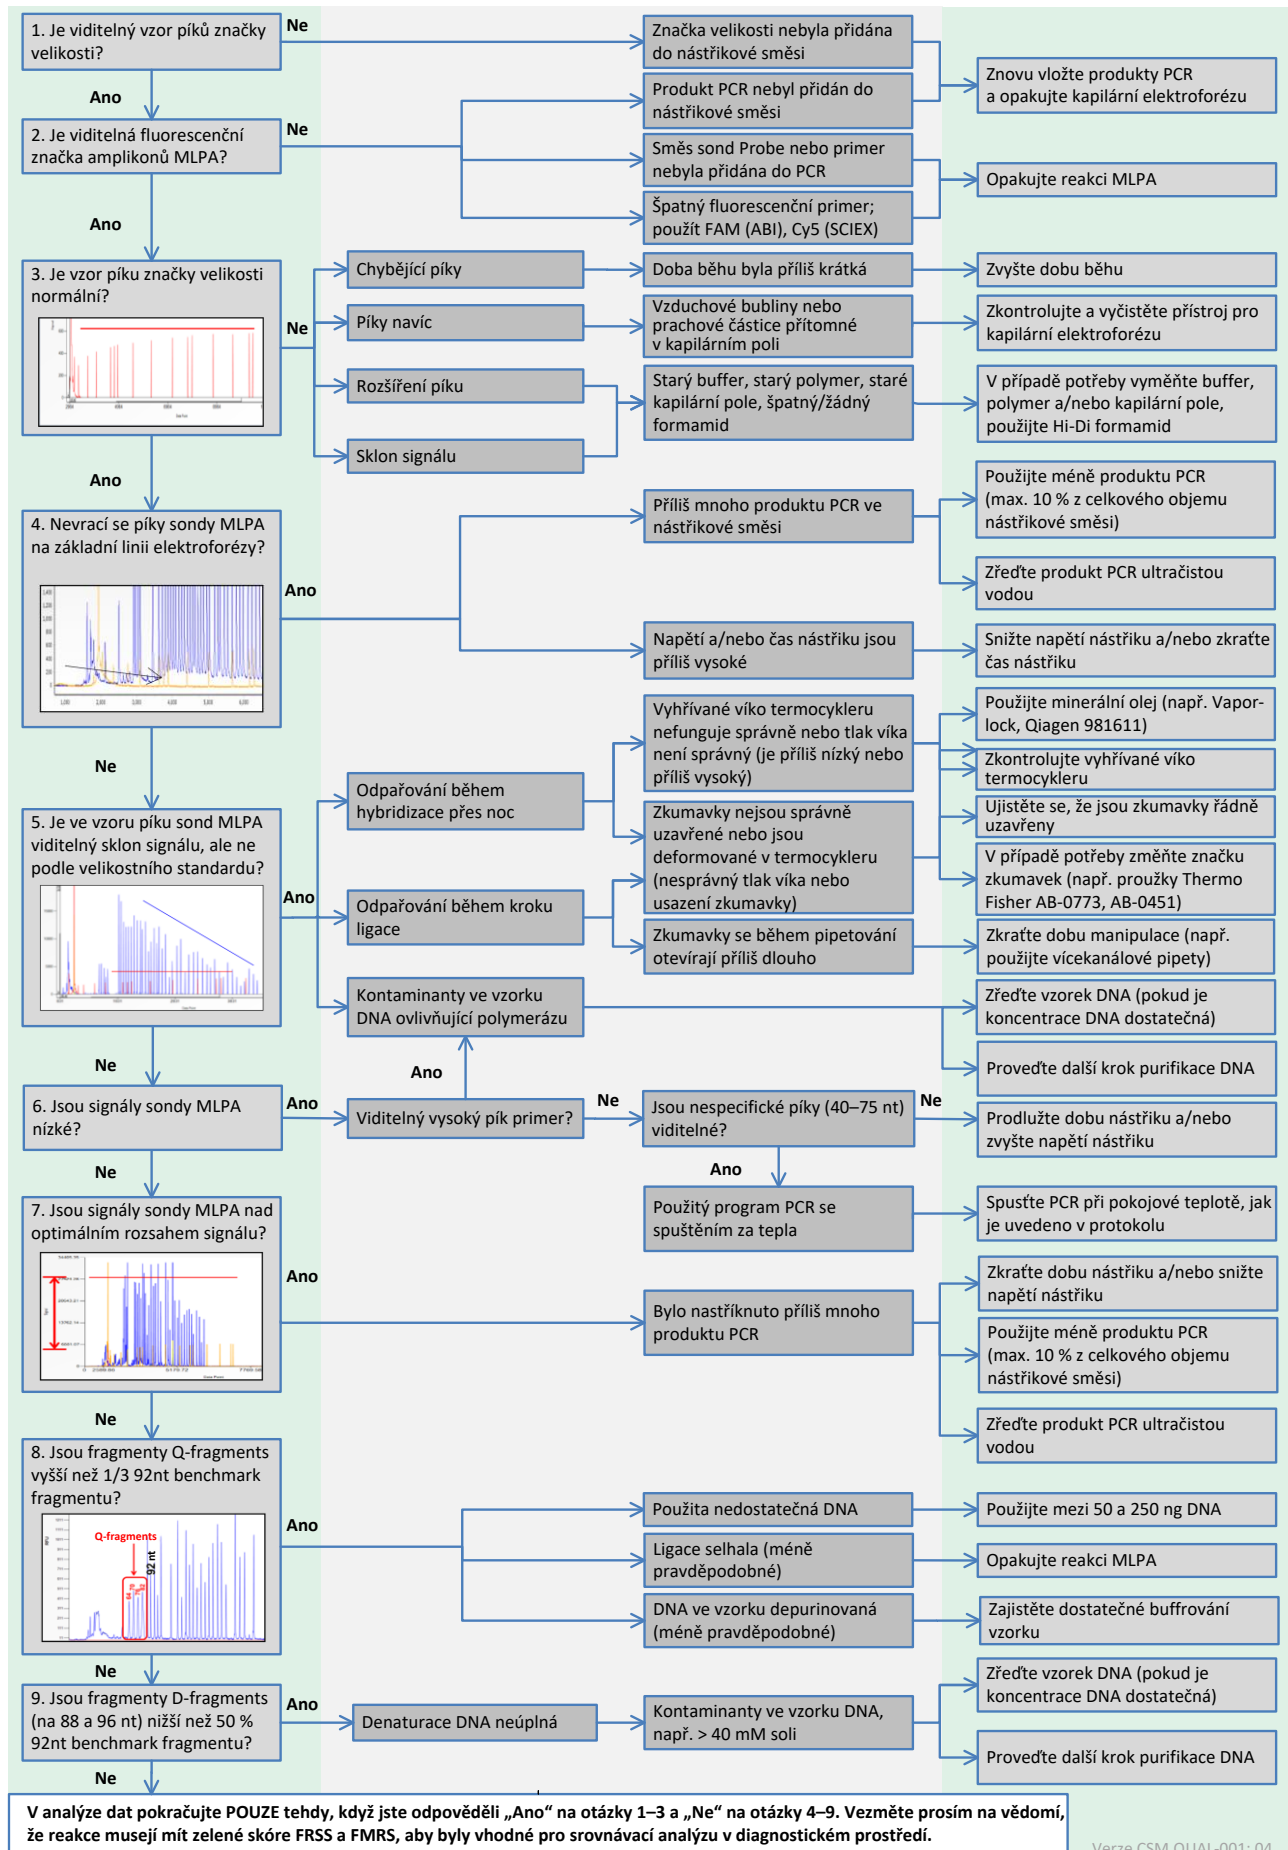 1. Je viditelný vzor píků značky
velikosti?
Ne
Značka velikosti nebyla přidána
do nástřikové směsi
Znovu vložte produkty PCR
a opakujte kapilární elektroforézu
Ano
Produkt PCR nebyl přidán do
nástřikové směsi
2. Je viditelná fluorescenční
značka amplikonů MLPA?
Ne
Směs sond Probe nebo primer
nebyla přidána do PCR
Opakujte reakci MLPA
Špatný fluorescenční primer;
použít FAM (ABI), Cy5 (SCIEX)
Ano
3. Je vzor píku značky velikosti
normální?
Ne
Chybějící píky
Doba běhu byla příliš krátká
Zvyšte dobu běhu
Píky navíc
Vzduchové bubliny nebo
prachové částice přítomné
v kapilárním poli
Zkontrolujte a vyčistěte přístroj pro
kapilární elektroforézu
Rozšíření píku
Sklon signálu
Starý buffer, starý polymer, staré
kapilární pole, špatný/žádný
formamid
V případě potřeby vyměňte buffer,
polymer a/nebo kapilární pole,
použijte Hi-Di formamid
Ano
4. Nevrací se píky sondy MLPA
na základní linii elektroforézy?
Ano
Příliš mnoho produktu PCR ve
nástřikové směsi
Použijte méně produktu PCR
(max. 10 % z celkového objemu
nástřikové směsi)
Zřeďte produkt PCR ultračistou
vodou
Napětí a/nebo čas nástřiku jsou
příliš vysoké
Snižte napětí nástřiku a/nebo zkraťte
čas nástřiku
Ne
5. Je ve vzoru píku sond MLPA
viditelný sklon signálu, ale ne
podle velikostního standardu?
Ano
Odpařování během
hybridizace přes noc
Vyhřívané víko termocykleru
nefunguje správně nebo tlak víka
není správný (je příliš nízký nebo
příliš vysoký)
Použijte minerální olej (např. Vapor-
lock, Qiagen 981611)
Zkontrolujte vyhřívané víko
termocykleru
Odpařování během kroku
ligace
Zkumavky nejsou správně
uzavřené nebo jsou
deformované v termocykleru
(nesprávný tlak víka nebo
usazení zkumavky)
Ujistěte se, že jsou zkumavky řádně
uzavřeny
V případě potřeby změňte značku
zkumavek (např. proužky Thermo
Fisher AB-0773, AB-0451)
Zkumavky se během pipetování
otevírají příliš dlouho
Zkraťte dobu manipulace (např.
použijte vícekanálové pipety)
Kontaminanty ve vzorku
DNA ovlivňující polymerázu
Zřeďte vzorek DNA (pokud je
koncentrace DNA dostatečná)
Proveďte další krok purifikace DNA
Ne
Ano
6. Jsou signály sondy MLPA
nízké?
Ano
Viditelný vysoký pík primer?
Ne
Jsou nespecifické píky (40–75 nt)
viditelné?
Ne
Prodlužte dobu nástřiku a/nebo
zvyšte napětí nástřiku
Ano
Použitý program PCR se
spuštěním za tepla
Spusťte PCR při pokojové teplotě, jak
je uvedeno v protokolu
Ne
7. Jsou signály sondy MLPA nad
optimálním rozsahem signálu?
Ano
Bylo nastříknuto příliš mnoho
produktu PCR
Zkraťte dobu nástřiku a/nebo snižte
napětí nástřiku
Použijte méně produktu PCR
(max. 10 % z celkového objemu
nástřikové směsi)
Zřeďte produkt PCR ultračistou
vodou
Ne
8. Jsou fragmenty Q-fragments
vyšší než 1/3 92nt benchmark
fragmentu?
Q-fragments
92 nt
Ano
Použita nedostatečná DNA
Použijte mezi 50 a 250 ng DNA
Ligace selhala (méně
pravděpodobné)
Opakujte reakci MLPA
DNA ve vzorku depurinovaná
(méně pravděpodobné)
Zajistěte dostatečné buffrování
vzorku
Ne
9. Jsou fragmenty D-fragments
(na 88 a 96 nt) nižší než 50 %
92nt benchmark fragmentu?
Ano
Denaturace DNA neúplná
Kontaminanty ve vzorku DNA,
např. > 40 mM soli
Zřeďte vzorek DNA (pokud je
koncentrace DNA dostatečná)
Proveďte další krok purifikace DNA
Ne
V analýze dat pokračujte POUZE tehdy, když jste odpověděli „Ano“ na otázky 1–3 a „Ne“ na otázky 4–9. Vezměte prosím na vědomí,
že reakce musejí mít zelené skóre FRSS a FMRS, aby byly vhodné pro srovnávací analýzu v diagnostickém prostředí.
Verze CSM QUAL-001: 04